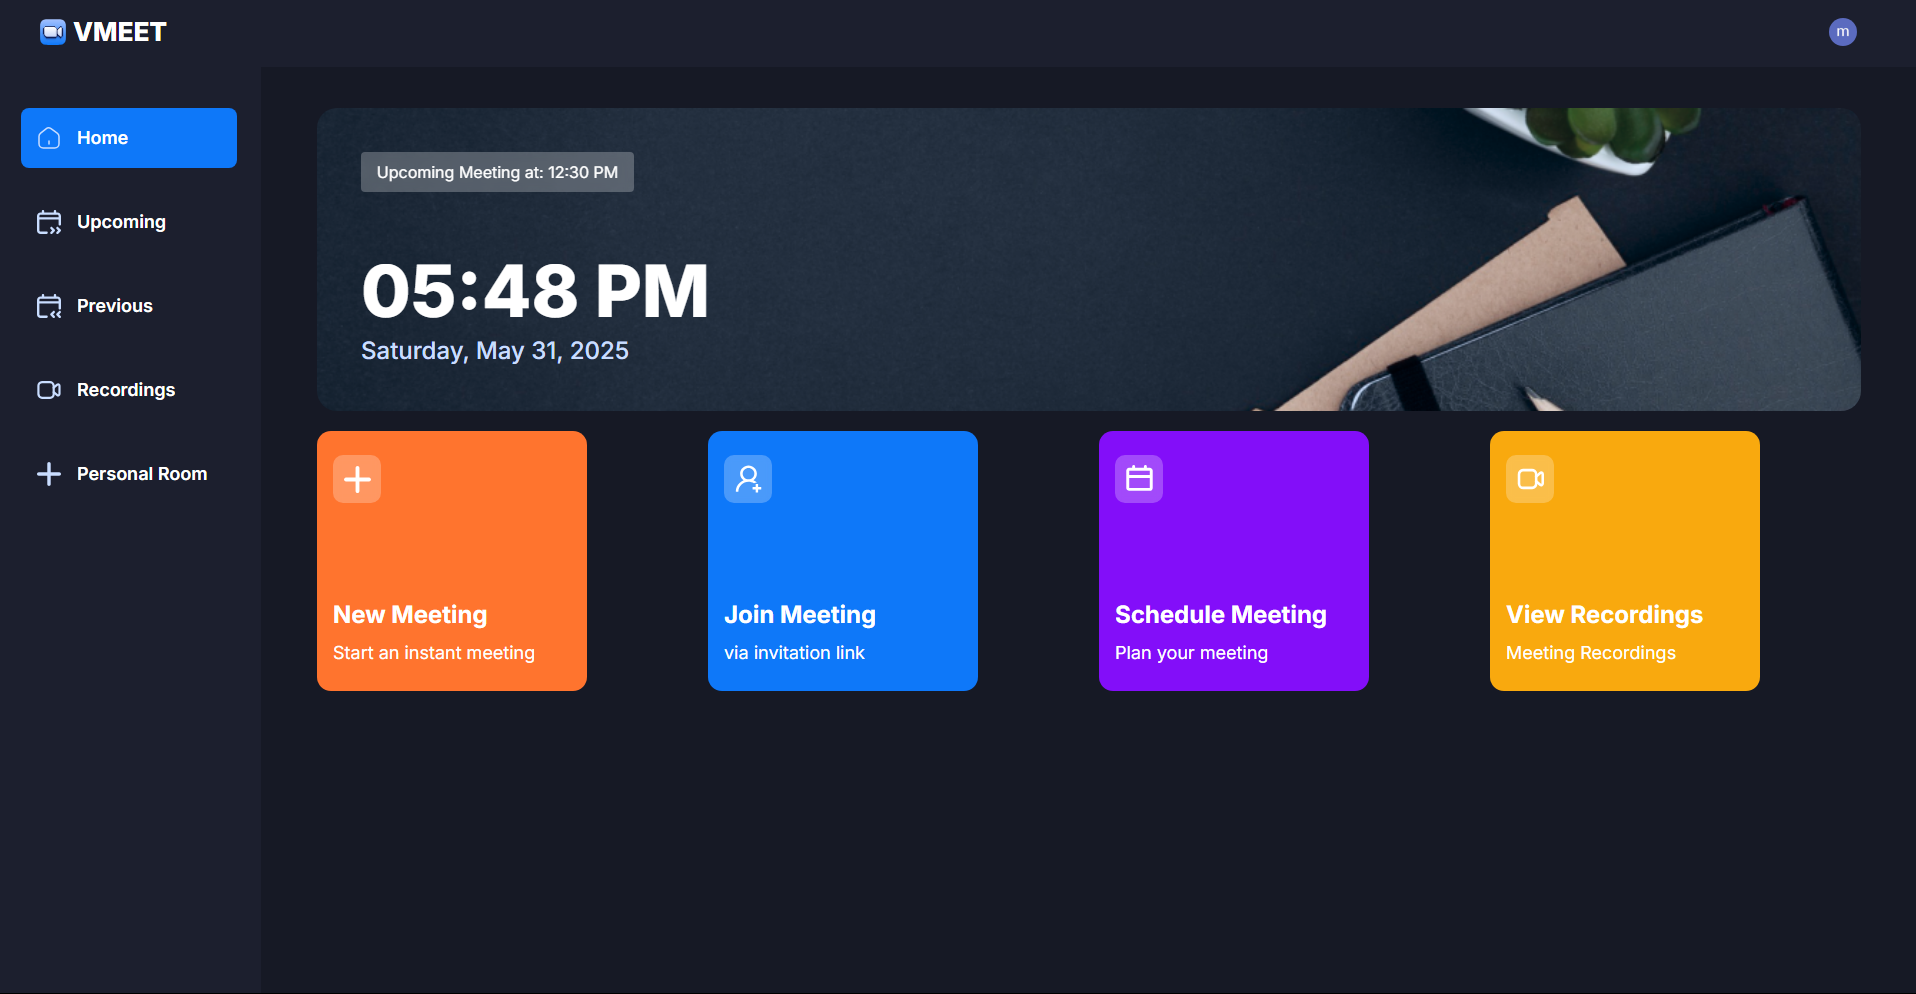 VMEET
m
Home
Upcoming
Previous
Recordings
Personal Room
Upcoming Meeting at: 12:30 PM
05:48 PM
Saturday, May 31, 2025
New Meeting
Start an instant meeting
Join Meeting
via invitation link
Schedule Meeting
Plan your meeting
View Recordings
Meeting Recordings